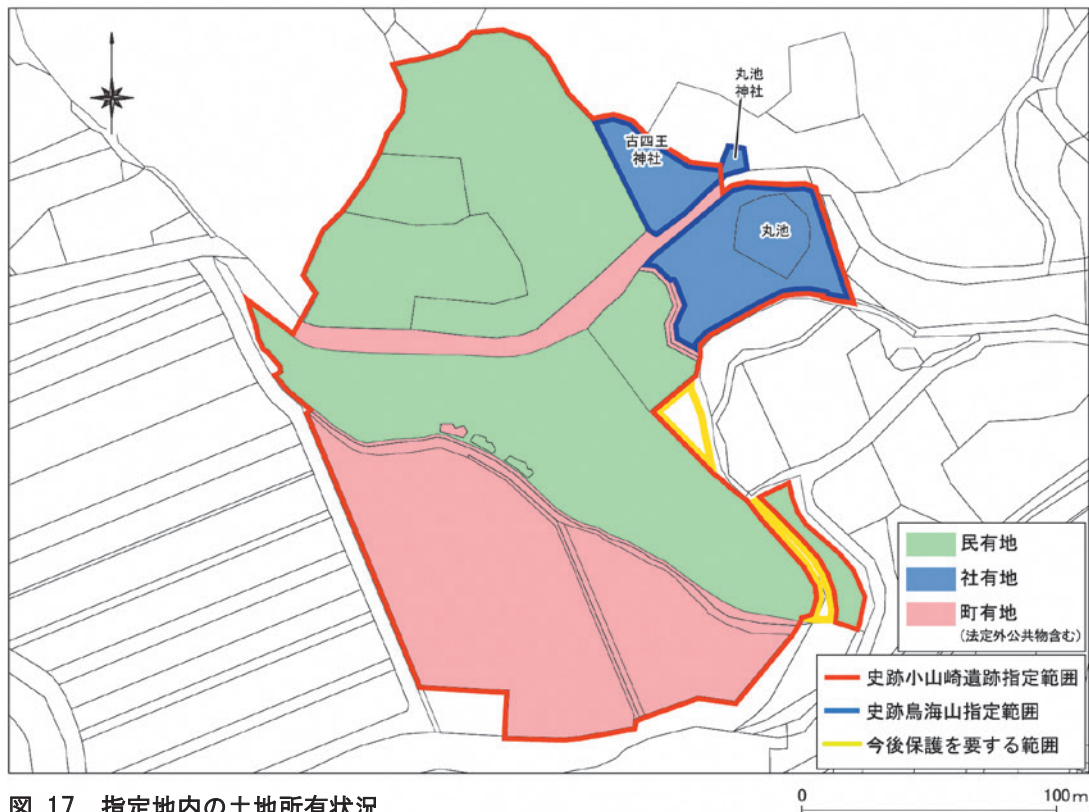 丸池
神社
古四王
神社
丸池
民有地
社有地
町有地
(法定外公共物含む)
史跡小山崎遺跡指定範囲
史跡鳥海山指定範囲
今後保護を要する範囲
図 17 指定地内の土地所有状況
0 100m